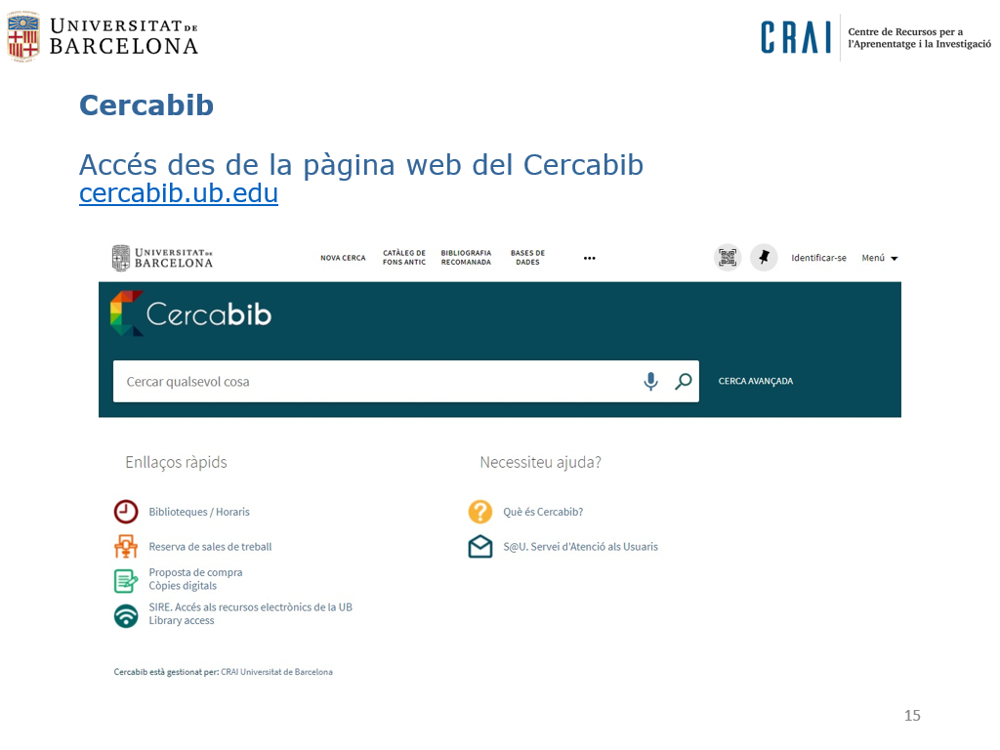 UNIVERSITAT DE
BARCELONA
CRAI
Centre de Recursos per a
l'Aprenentatge i la Investigació
Cercabib
Accés des de la pàgina web del Cercabib
cercabib.ub.edu
UNIVERSITAT DE
BARCELONA
NOVA CERCA
CATÀLEG DE
FONS ANTIC
BIBLIOGRAFIA
RECOMANADA
BASES DE
DADES
•••
Identificar-se
Menú
Cercabib
Cercar qualsevol cosa
CERCA AVANÇADA
Enllaços ràpids
Biblioteques / Horaris
Reserva de sales de treball
Proposta de compra
Còpies digitals
SIRE. Accés als recursos electrònics de la UB
Library access
Necessiteu ajuda?
Què és Cercabib?
S@U. Servei d'Atenció als Usuaris
Cercabib està gestionat per: CRAI Universitat de Barcelona
15